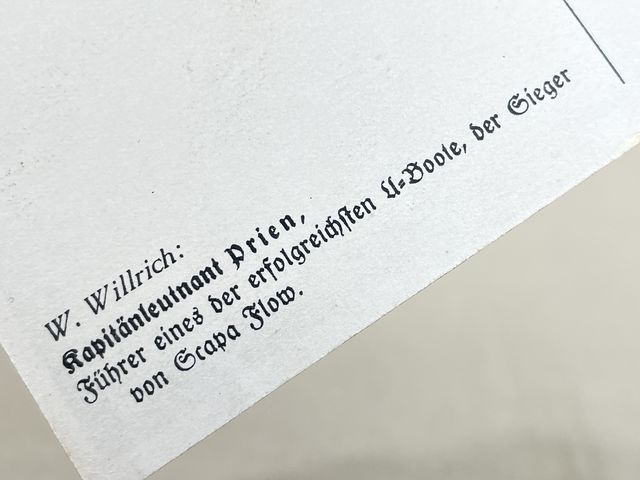 W. Willrich:
Kapitänleutnant Prien,
Führer eines der erfolgreichsten U=Boote, der Sieger
von Scapa Flow.